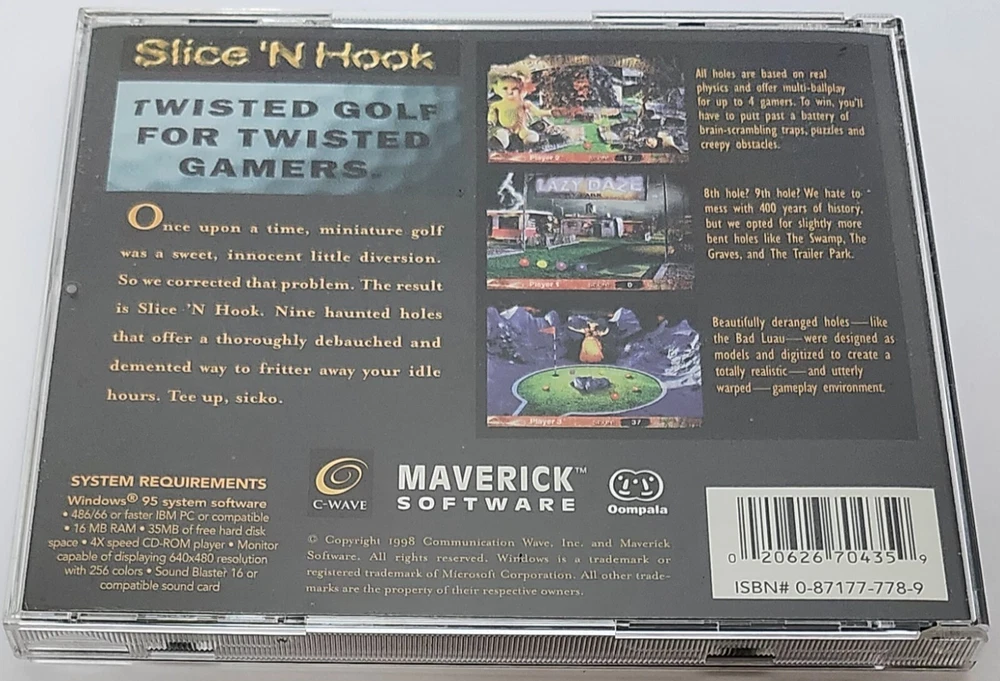 Slice 'N Hook
TWISTED GOLF
FOR TWISTED
GAMERS.
Once upon a time, miniature golf
was a sweet, innocent little diversion.
So we corrected that problem. The result
is Slice 'N Hook. Nine haunted holes
that offer a thoroughly debauched and
demented way to fritter away your idle
hours. Tee up, sicko.
Player 2
12
All holes are based on real
physics and offer multi-ballplay
for up to 4 gamers. To win, you'll
have to putt past a battery of
brain-scrambling traps, puzzles and
creepy obstacles.
LAZY DAZE
Player 1
0
8th hole? 9th hole? We hate to
mess with 400 years of history,
but we opted for slightly more
bent holes like The Swamp, The
Graves, and The Trailer Park.
Player 3
37
Beautifully deranged holes—like
the Bad Luau—were designed as
models and digitized to create a
totally realistic—and utterly
warped—gameplay environment.
SYSTEM REQUIREMENTS
Windows® 95 system software
• 486/66 or faster IBM PC or compatible
• 16 MB RAM • 35MB of free hard disk
space • 4X speed CD-ROM player • Monitor
capable of displaying 640x480 resolution
with 256 colors • Sound Blaster 16 or
compatible sound card
C-WAVE
MAVERICK™
SOFTWARE
Oompala
© Copyright 1998 Communication Wave, Inc. and Maverick
Software. All rights reserved. Windows is a trademark or
registered trademark of Microsoft Corporation. All other trade-
marks are the property of their respective owners.
0 20626 70435 9
ISBN# 0-87177-778-9